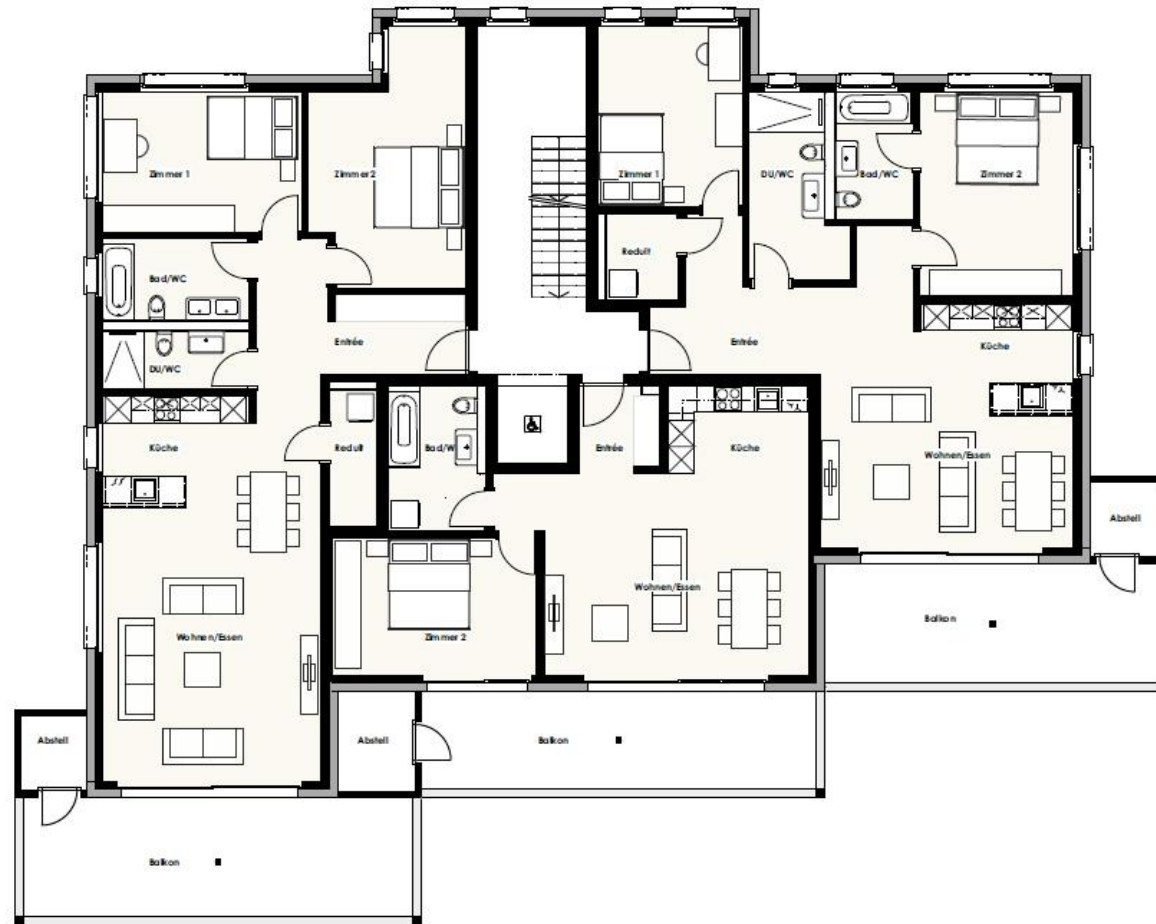 Zimmer 1
Zimmer 2
Zimmer 1
DU/WC
Bad/WC
Zimmer 2
Reduit
Bad/WC
Entrée
Entrée
Küche
DU/WC
Küche
Reduit
Bad/W
Entrée
Küche
Wohnen/Essen
Abstell
Wohnen/Essen
Balkon
Zimmer 2
Wohnen/Essen
Abstell
Abstell
Balkon
Balkon